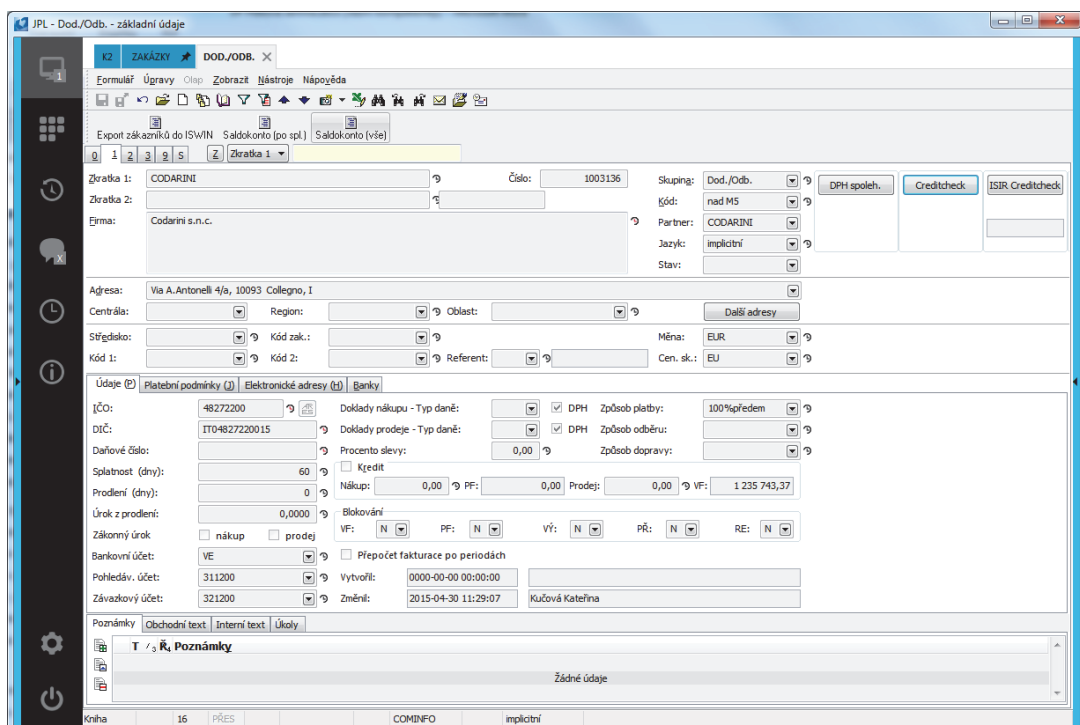 JPL - Dod./Odb. - základní údaje
K2 ZAKÁZKY DOD./ODB.
Formulář Úpravy Olap Zobrazit Nástroje Nápověda
Export zákazníků do ISWIN Saldokonto (po spl.) Saldokonto (vše)
0 1 2 3 9 S Z Zkratka 1
Zkratka 1: CODARINI Číslo: 1003136 Skupina: Dod./Odb. DPH spoleh. Creditcheck ISIR Creditcheck
Zkratka 2: Kód: nad M5
Firma: Codarini s.n.c. Partner: CODARINI
Jazyk: implicitní
Stav:
Adresa: Via A.Antonelli 4/a, 10093 Collegno, I
Centrála: Region: Oblast: Další adresy
Středisko: Kód zak.: Měna: EUR
Kód 1: Kód 2: Referent: Cen. sk.: EU
Údaje (P) Platební podmínky (J) Elektronické adresy (H) Banky
IČO: 48272200 Doklady nákupu - Typ daně: DPH Způsob platby: 100%předem
DIČ: IT04827220015 Doklady prodeje - Typ daně: DPH Způsob odběru:
Daňové číslo: Procento slevy: 0,00 Způsob dopravy:
Splatnost (dny): 60 Kredit
Prodlení (dny): 0 Nákup: 0,00 PF: 0,00 Prodej: 0,00 VF: 1 235 743,37
Úrok z prodlení: 0,0000 Blokování
Zákonný úrok nákup prodej VF: N PF: N VÝ: N PŘ: N RE: N
Bankovní účet: VE Přepočet fakturace po periodách
Pohledáv. účet: 311200 Vytvořil: 0000-00-00 00:00:00
Závazkový účet: 321200 Změnil: 2015-04-30 11:29:07 Kučová Kateřina
Poznámky Obchodní text Interní text Úkoly
T /3 Ř4 Poznámky
Žádné údaje
Kniha 16 PŘES COMINFO implicitní